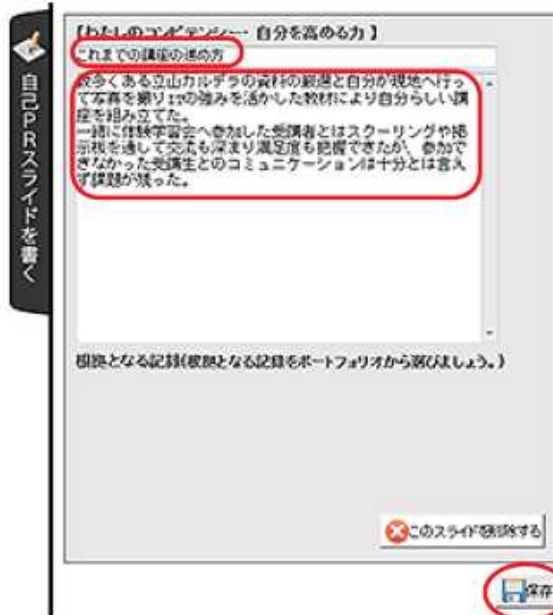 自己PRスライドを書く
【わたしのコンピテンシー：自分を高める力】
これまでの講座の進め方
数多くある立山カルデラの資料の厳選と自分が現地へ行っ
て写真を撮りITの強みを活かした教材により自分らしい講
座を組み立てた。
一緒に体験学習会へ参加した受講者とはスクーリングや掲
示板を通して交流も深まり満足度も把握できたが、参加で
きなかった受講生とのコミュニケーションは十分とは言え
ず課題が残った。
根拠となる記録(根拠となる記録をポートフォリオから選びましょう。)
このスライドを削除する
保存